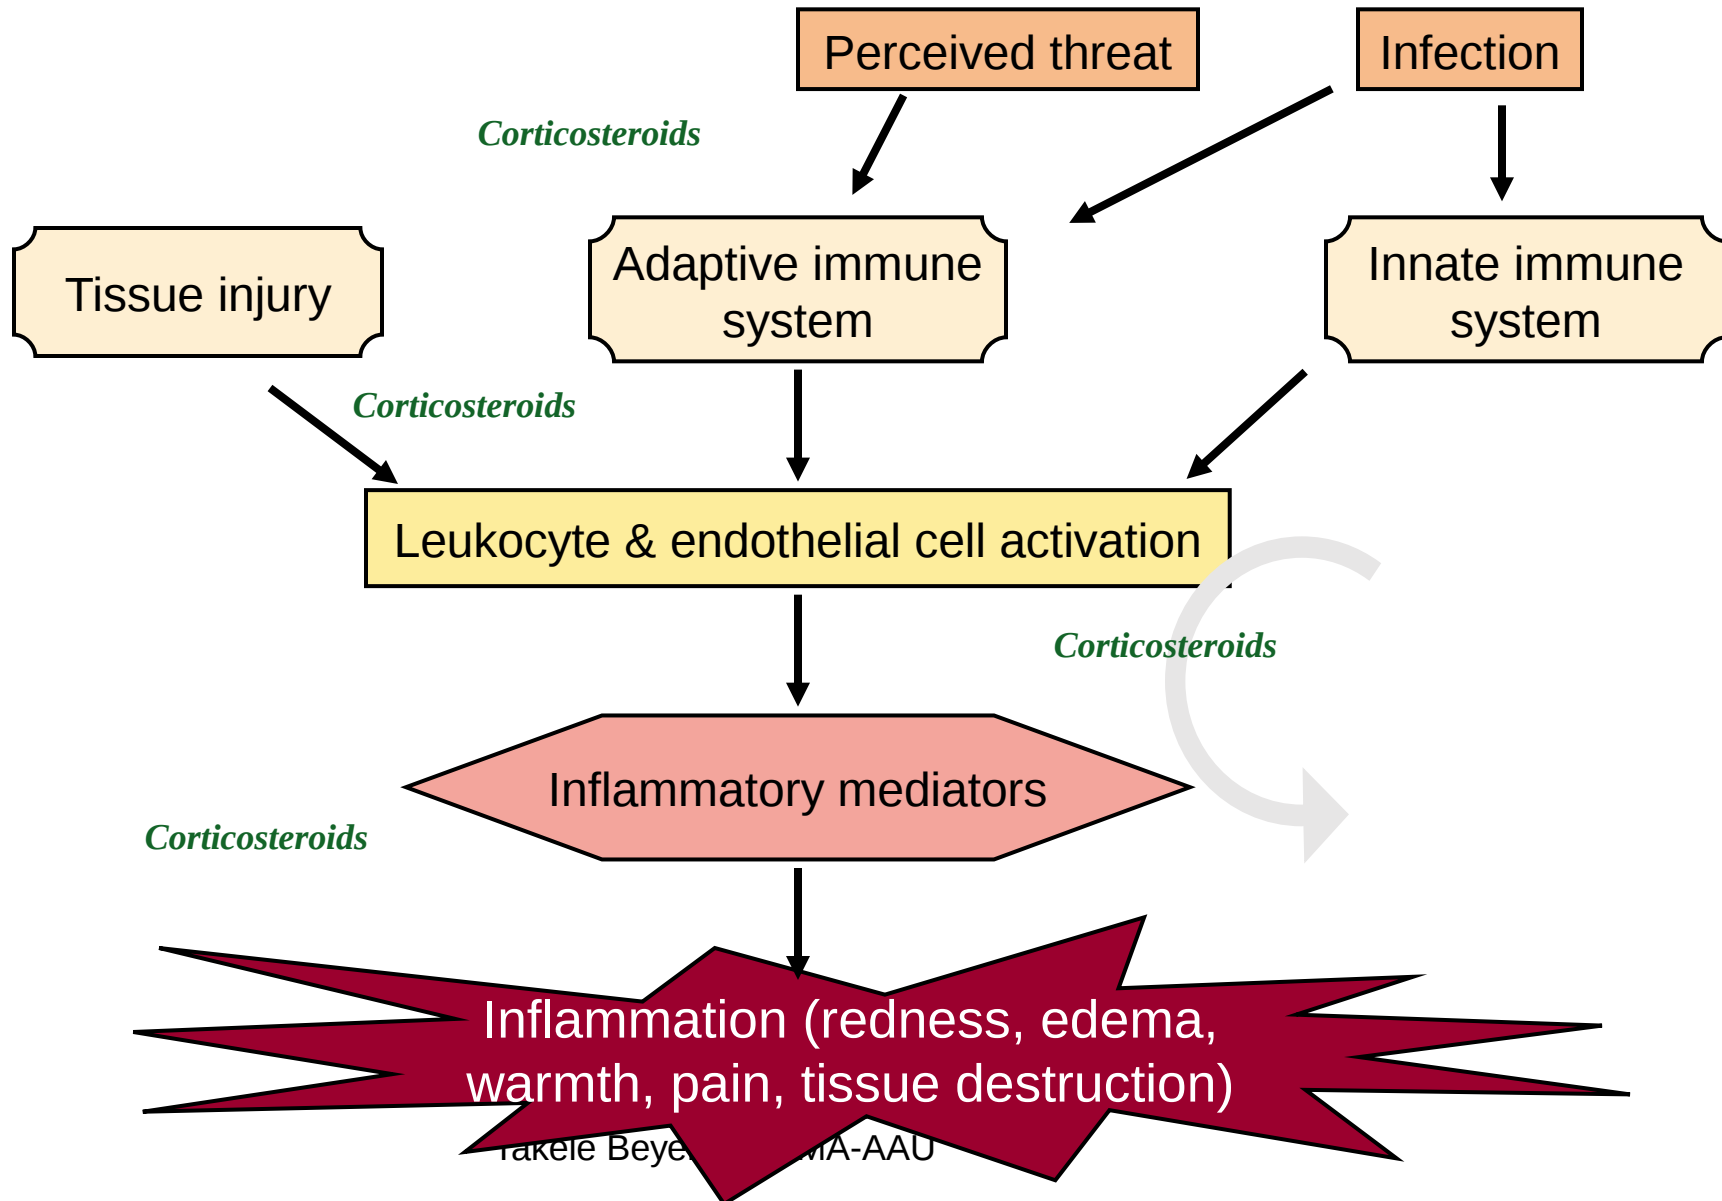 Perceived threat
Infection
Corticosteroids
Tissue injury
Adaptive immune
system
Innate immune
system
Corticosteroids
Leukocyte & endothelial cell activation
Corticosteroids
Inflammatory mediators
Corticosteroids
Inflammation (redness, edema,
warmth, pain, tissue destruction)
-AAU